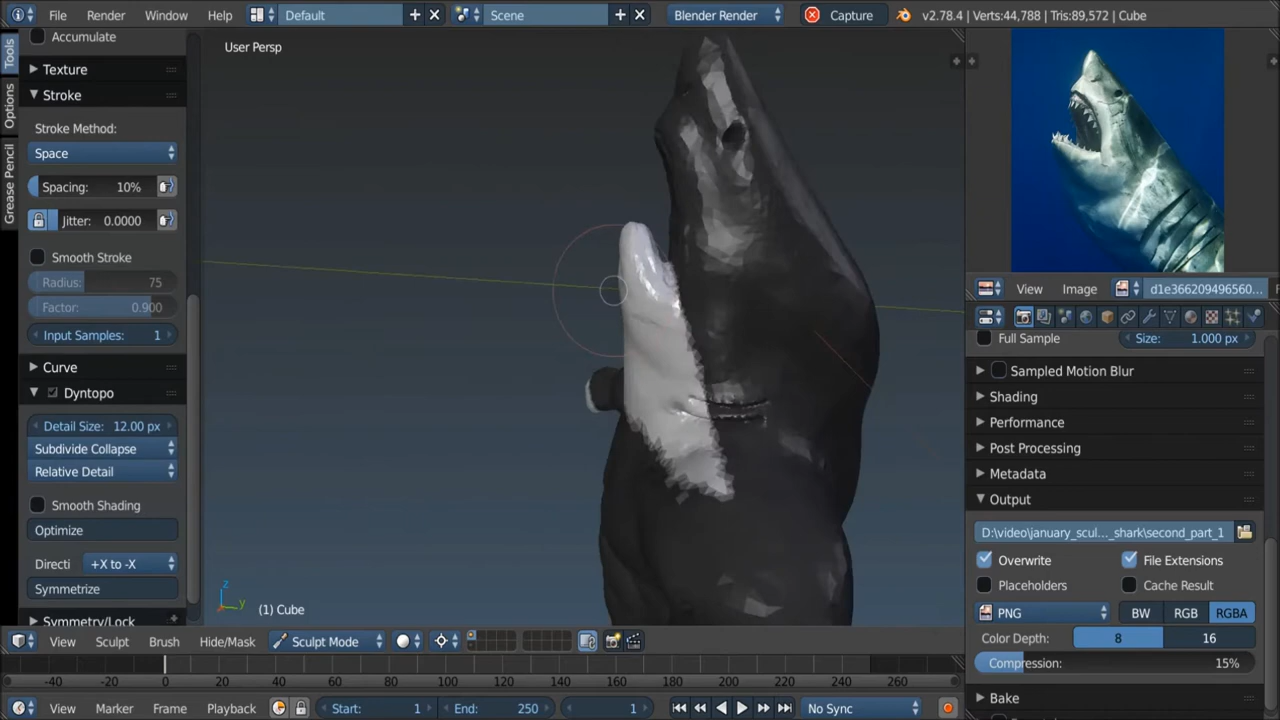 File Render Window Help Default Scene Blender Render Capture v2.78.4 | Verts:44,788 | Tris:89,572 | Cube
Tools
Options
Grease Pencil
Accumulate
Texture
Stroke
Stroke Method:
Space
Spacing: 10%
Jitter: 0.0000
Smooth Stroke
Radius: 75
Factor: 0.900
Input Samples: 1
Curve
Dyntopo
Detail Size: 12.00 px
Subdivide Collapse
Relative Detail
Smooth Shading
Optimize
Directi +X to -X
Symmetrize
Symmetry/Lock
User Persp
z
y
(1) Cube
View Sculpt Brush Hide/Mask Sculpt Mode
-40 -20 0 20 40 60 80 100 120 140 160 180 200 220 240 260
View Marker Frame Playback Start: 1 End: 250 1 No Sync
View Image d1e366209496560...
Full Sample Size: 1.000 px
Sampled Motion Blur
Shading
Performance
Post Processing
Metadata
Output
D:\video\january_scul..._shark\second_part_1
Overwrite File Extensions
Placeholders Cache Result
PNG BW RGB RGBA
Color Depth: 8 16
Compression: 15%
Bake